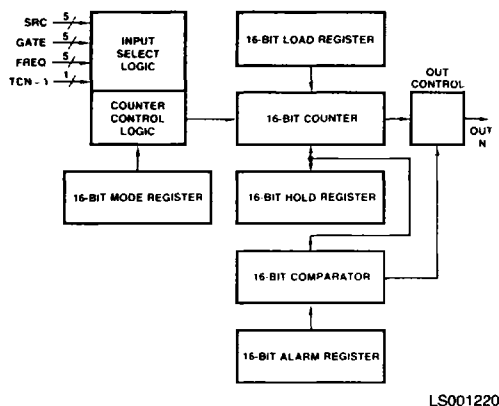 SRC 5
GATE 5
FREQ 5
TCN - 1 1
INPUT
SELECT
LOGIC
COUNTER
CONTROL
LOGIC
16-BIT MODE REGISTER
16-BIT LOAD REGISTER
16-BIT COUNTER
16-BIT HOLD REGISTER
16-BIT COMPARATOR
16-BIT ALARM REGISTER
OUT
CONTROL
OUT
N
LS001220